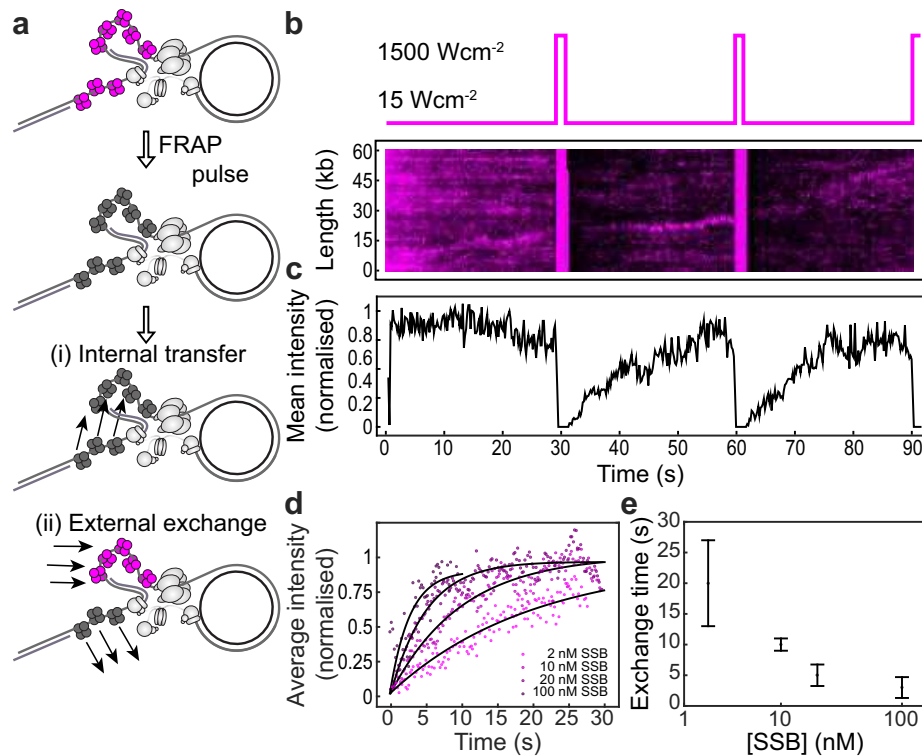 a
FRAP
pulse
(i) Internal transfer
(ii) External exchange
b
1500 Wcm-2
15 Wcm-2
Length (kb)
60
45
30
15
0
c
Mean intensity
(normalised)
1
0.8
0.6
0.4
0
0 10 20 30 40 50 60 70 80 90
Time (s)
d
Average intensity
(normalised)
1
0.75
0.5
0.25
0
2 nM SSB
10 nM SSB
20 nM SSB
100 nM SSB
0 5 10 15 20 25 30
Time (s)
e
Exchange time (s)
30
25
20
15
10
5
0
1 10 100
[SSB] (nM)